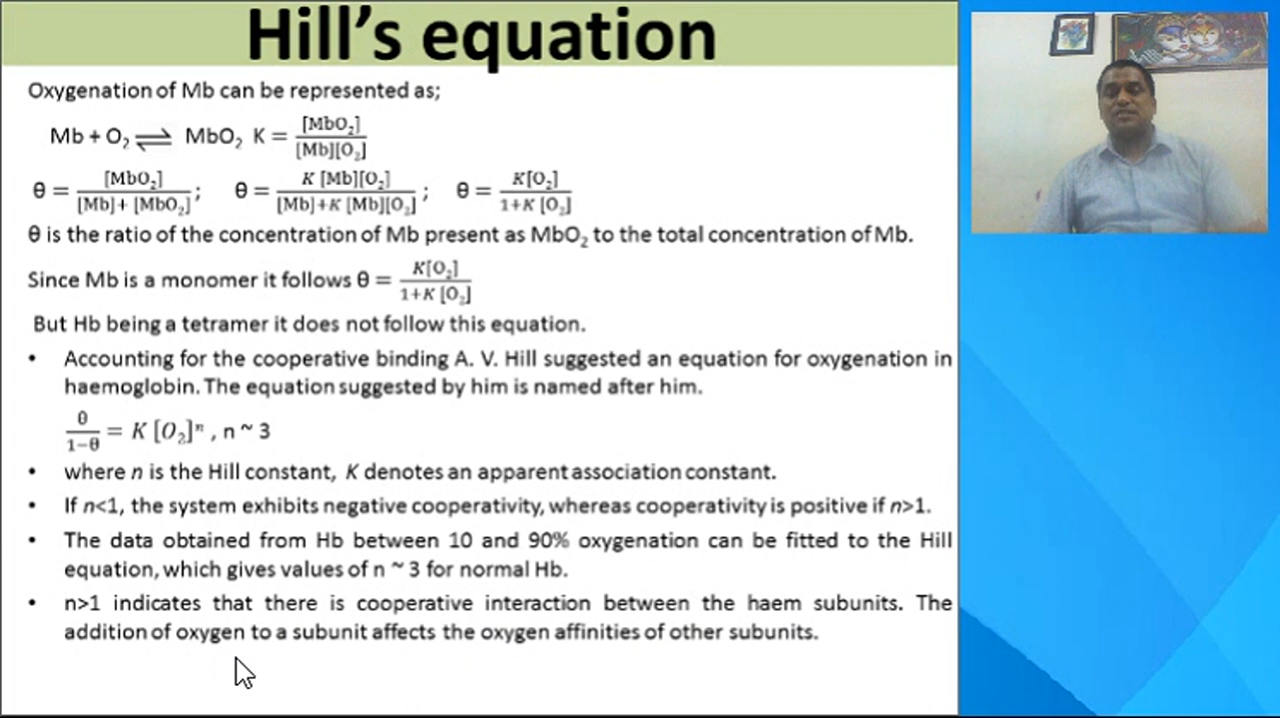 Hill's equation
Oxygenation of Mb can be represented as;
Mb + O₂ ⇌ MbO₂ K = [MbO₂] / [Mb][O₂]
θ = [MbO₂] / [Mb]+ [MbO₂] ; θ = K [Mb][O₂] / [Mb]+K [Mb][O₂] ; θ = K[O₂] / 1+K [O₂]
θ is the ratio of the concentration of Mb present as MbO₂ to the total concentration of Mb.
Since Mb is a monomer it follows θ = K[O₂] / 1+K [O₂]
But Hb being a tetramer it does not follow this equation.
• Accounting for the cooperative binding A. V. Hill suggested an equation for oxygenation in
haemoglobin. The equation suggested by him is named after him.
θ / 1−θ = K [O₂]ⁿ , n ~ 3
• where n is the Hill constant, K denotes an apparent association constant.
• If n<1, the system exhibits negative cooperativity, whereas cooperativity is positive if n>1.
• The data obtained from Hb between 10 and 90% oxygenation can be fitted to the Hill
equation, which gives values of n ~ 3 for normal Hb.
• n>1 indicates that there is cooperative interaction between the haem subunits. The
addition of oxygen to a subunit affects the oxygen affinities of other subunits.